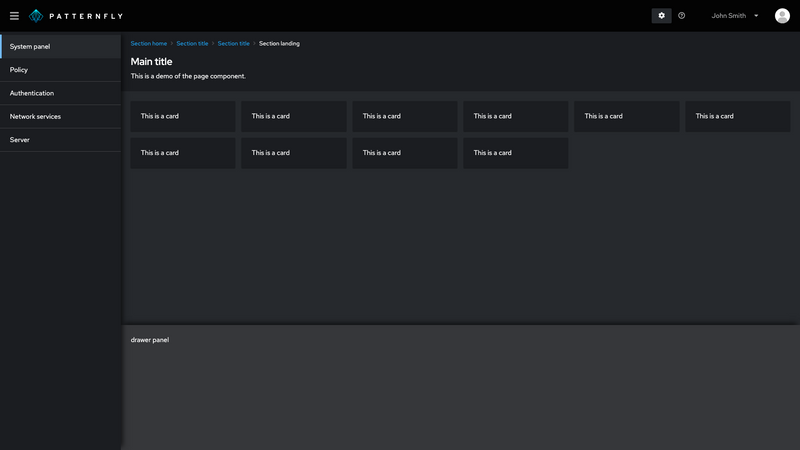 PATTERNFLY
John Smith
System panel
Policy
Authentication
Network services
Server
Section home > Section title > Section title > Section landing
Main title
This is a demo of the page component.
This is a card This is a card This is a card This is a card This is a card This is a card
This is a card This is a card This is a card This is a card
drawer panel